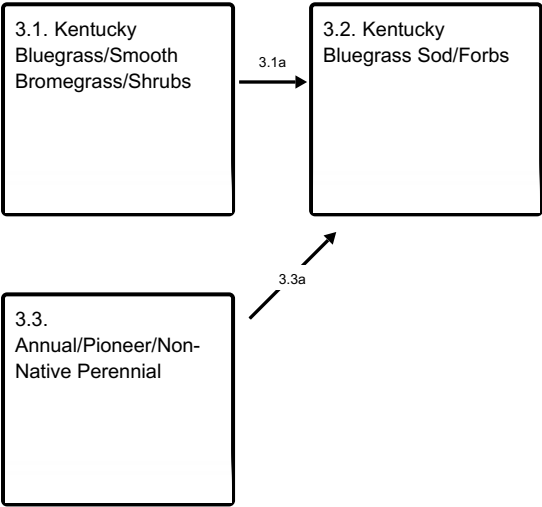 3.1. Kentucky
Bluegrass/Smooth
Bromegrass/Shrubs
3.1a
3.2. Kentucky
Bluegrass Sod/Forbs
3.3a
3.3.
Annual/Pioneer/Non-
Native Perennial